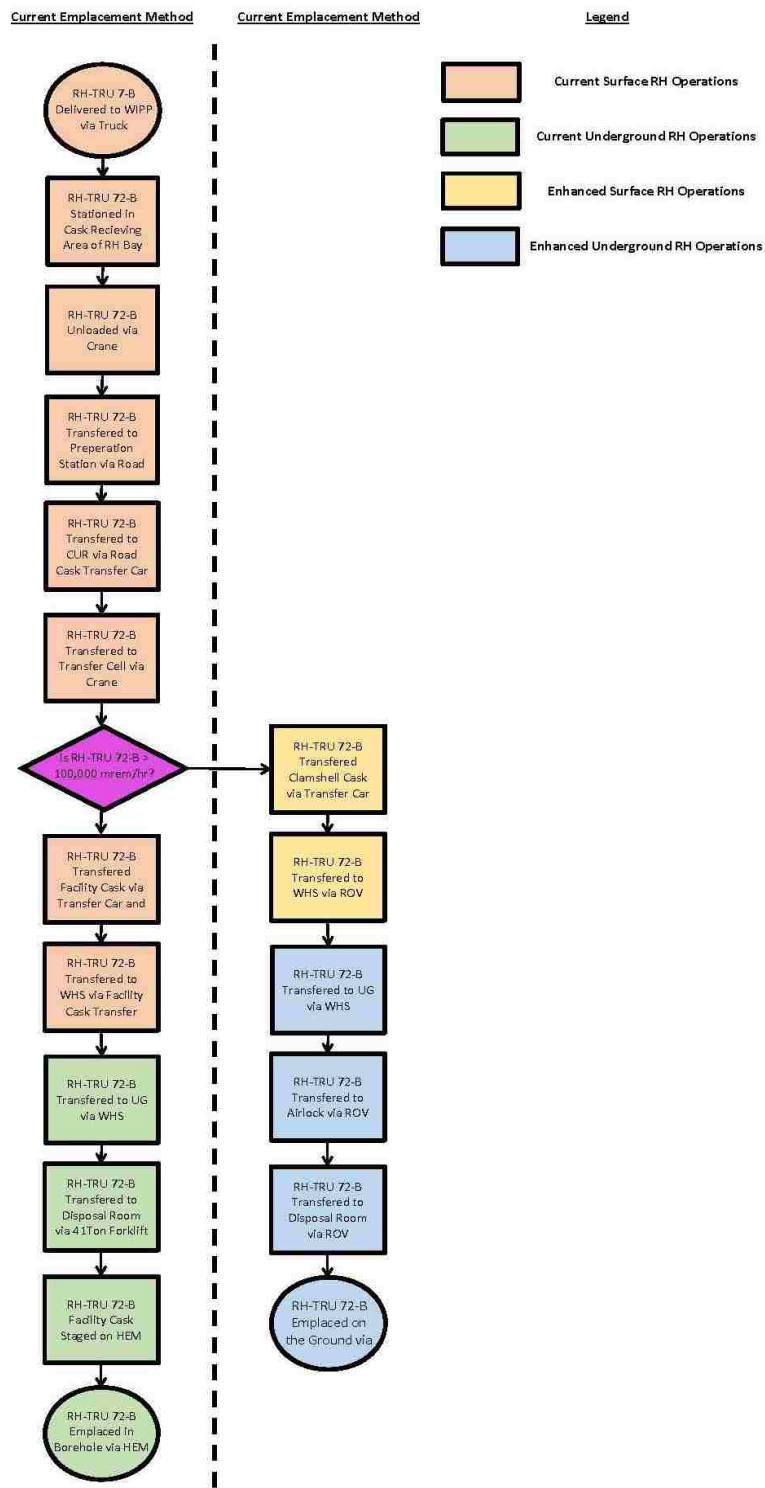 Current Emplacement Method
RH-TRU 7-B
Delivered to WIPP
via Truck
RH-TRU 72-B
Stationed in
Cask Recieving
Area of RH Bay
RH-TRU 72-B
Unloaded via
Crane
RH-TRU 72-B
Transfered to
Preperation
Station via Road
RH-TRU 72-B
Transfered to
CUR via Road
Cask Transfer Car
RH-TRU 72-B
Transfered to
Transfer Cell via
Crane
Is RH-TRU 72-B >
100,000 mrem/hr?
RH-TRU 72-B
Transfered
Facility Cask via
Transfer Car and
RH-TRU 72-B
Transfered to
WHS via Facility
Cask Transfer
RH-TRU 72-B
Transfered to UG
via WHS
RH-TRU 72-B
Transfered to
Disposal Room
via 41Ton Forklift
RH-TRU 72-B
Facility Cask
Staged on HEM
RH-TRU 72-B
Emplaced in
Borehole via HEM
Current Emplacement Method
RH-TRU 72-B
Transfered
Clamshell Cask
via Transfer Car
RH-TRU 72-B
Transfered to
WHS via ROV
RH-TRU 72-B
Transfered to UG
via WHS
RH-TRU 72-B
Transfered to
Airlock via ROV
RH-TRU 72-B
Transfered to
Disposal Room
via ROV
RH-TRU 72-B
Emplaced on
the Ground via
Legend
Current Surface RH Operations
Current Underground RH Operations
Enhanced Surface RH Operations
Enhanced Underground RH Operations